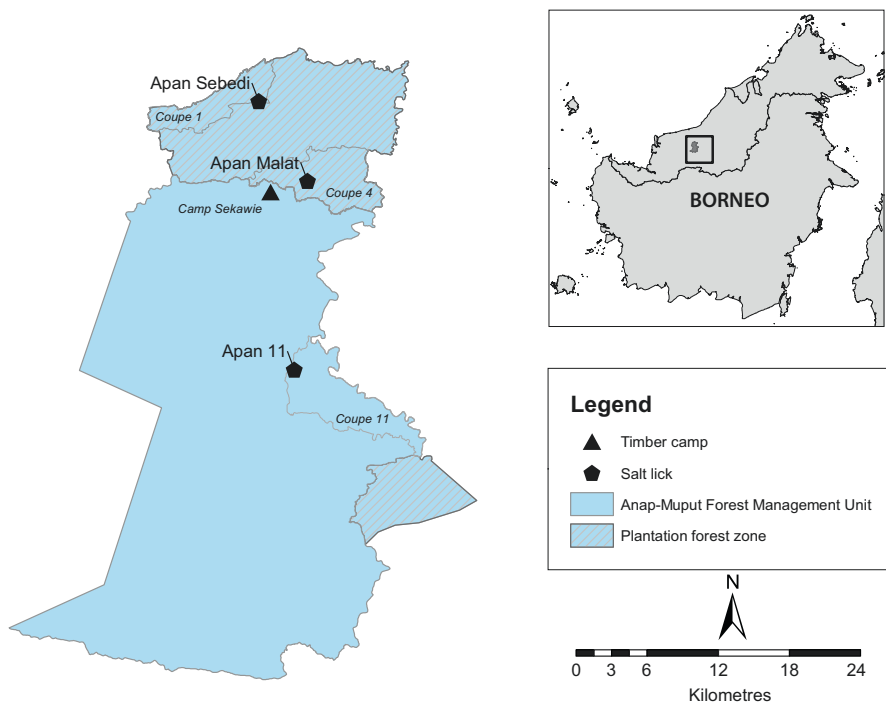 Apan Sebedi
Coupe 1
Apan Malat
Coupe 4
Camp Sekawie
Apan 11
Coupe 11
BORNEO
Legend
Timber camp
Salt lick
Anap-Muput Forest Management Unit
Plantation forest zone
N
0 3 6 12 18 24
Kilometres